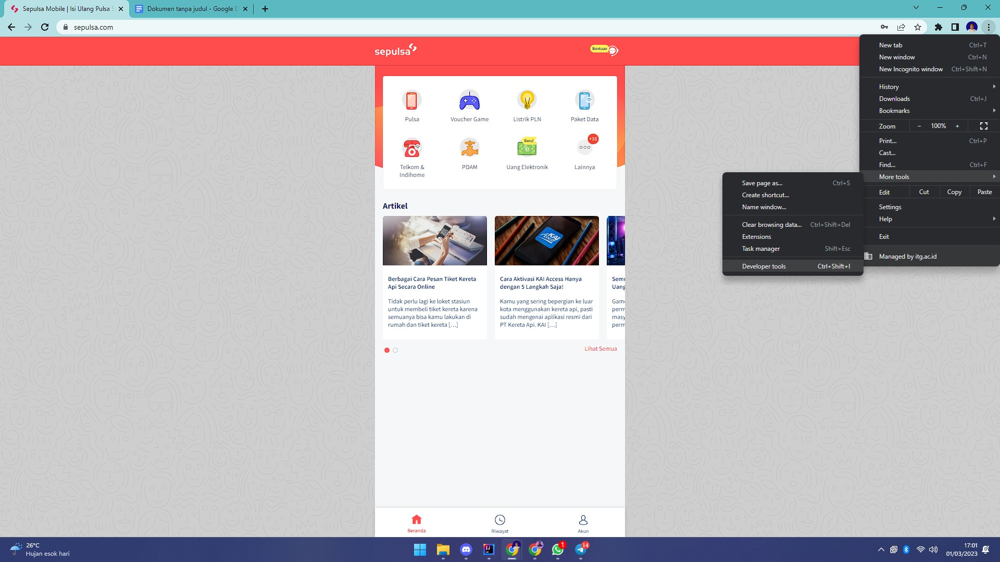 Sepulsa Mobile | Isi Ulang Pulsa S
Dokumen tanpa judul - Google D
sepulsa.com
sepulsa
Bantuan
Pulsa
Voucher Game
Listrik PLN
Paket Data
Telkom &
Indihome
PDAM
Baru!
e
Uang Elektronik
+16
Lainnya
Artikel
KAI
Access
Berbagai Cara Pesan Tiket Kereta
Api Secara Online
Tidak perlu lagi ke loket stasiun
untuk membeli tiket kereta karena
semuanya bisa kamu lakukan di
rumah dan tiket kereta [...]
Cara Aktivasi KAI Access Hanya
dengan 5 Langkah Saja!
Kamu yang sering bepergian ke luar
kota menggunakan kereta api, pasti
sudah mengenai aplikasi resmi dari
PT Kereta Api. KAI [...]
Semi
Uang
Game
perm
masy
perm
Lihat Semua
Beranda
Riwayat
Akun
New tab Ctrl+T
New window Ctrl+N
New Incognito window Ctrl+Shift+N
History
Downloads Ctrl+J
Bookmarks
Zoom - 100% +
Print... Ctrl+P
Cast...
Find... Ctrl+F
More tools
Edit Cut Copy Paste
Settings
Help
Exit
Managed by itg.ac.id
Save page as... Ctrl+S
Create shortcut...
Name window...
Clear browsing data... Ctrl+Shift+Del
Extensions
Task manager Shift+Esc
Developer tools Ctrl+Shift+I
26°C
Hujan esok hari
IJ
1
14
17:01
01/03/2023